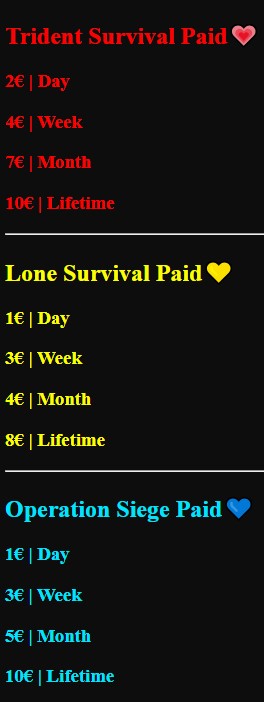 Trident Survival Paid ❤️
2€ | Day
4€ | Week
7€ | Month
10€ | Lifetime
Lone Survival Paid 💛
1€ | Day
3€ | Week
4€ | Month
8€ | Lifetime
Operation Siege Paid 💙
1€ | Day
3€ | Week
5€ | Month
10€ | Lifetime